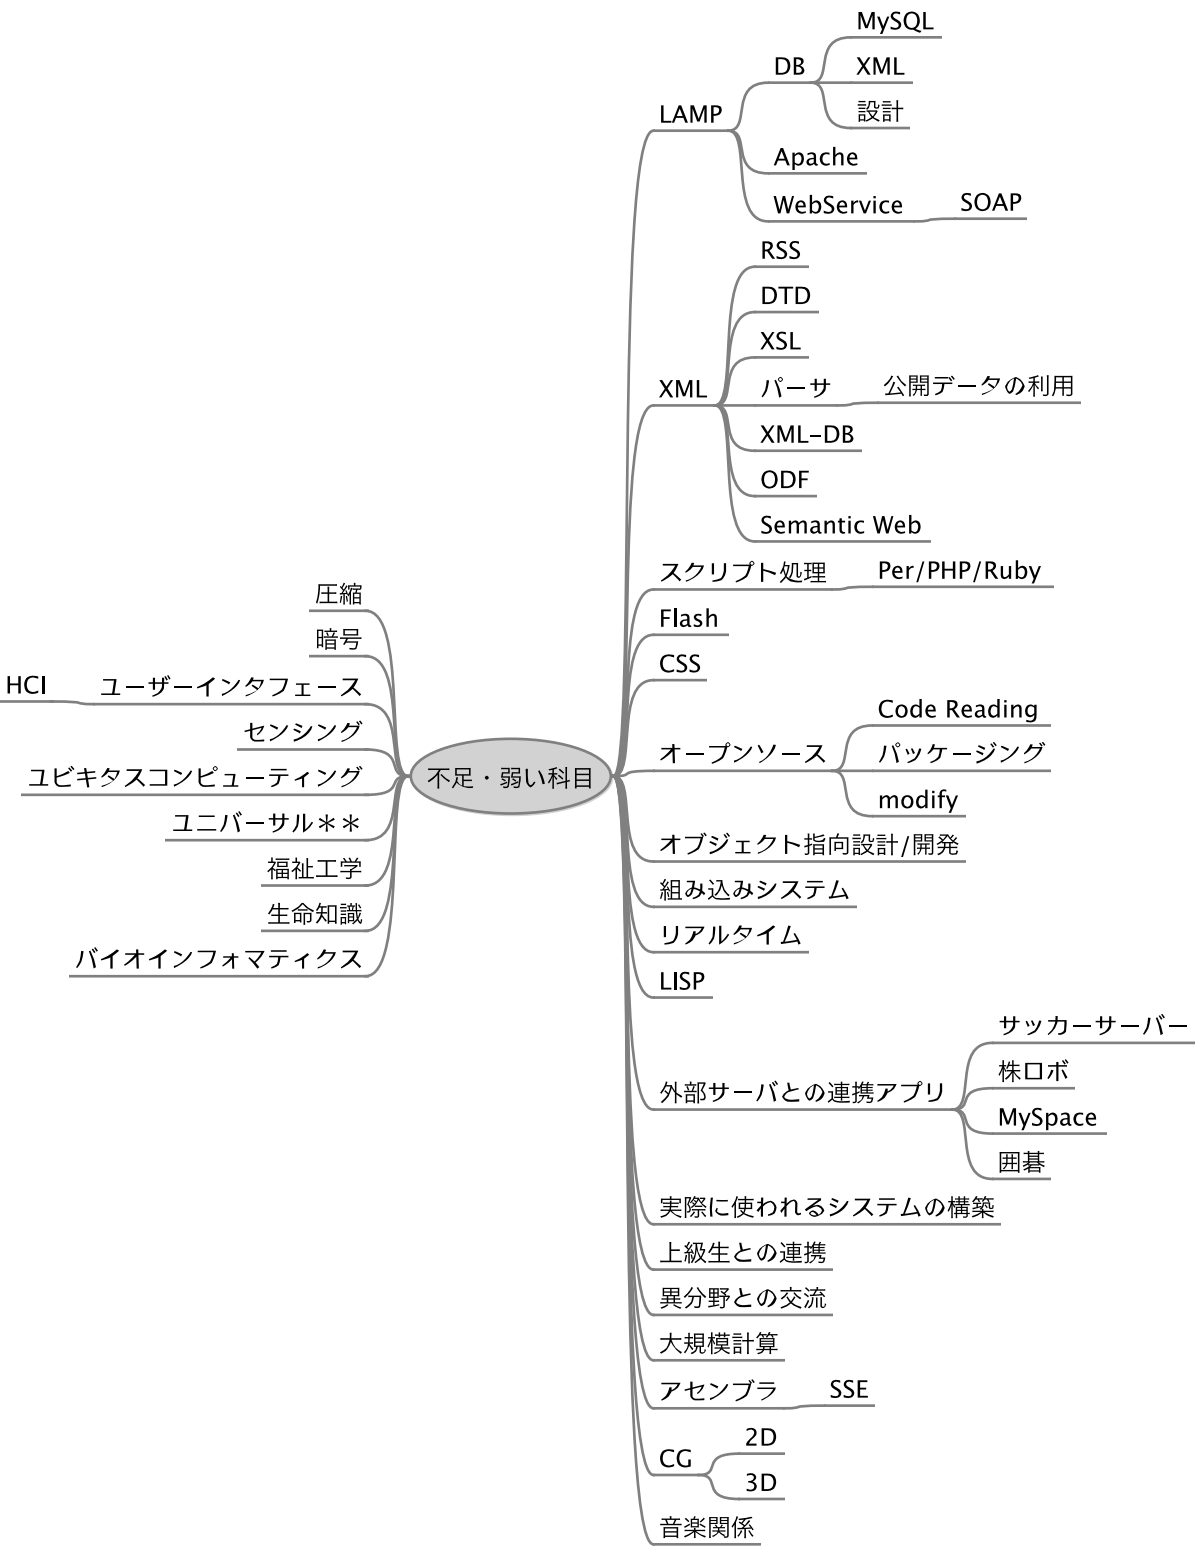 不足・弱い科目
LAMP
DB
MySQL
XML
設計
Apache
WebService
SOAP
XML
RSS
DTD
XSL
パーサ
公開データの利用
XML-DB
ODF
Semantic Web
スクリプト処理
Per/PHP/Ruby
Flash
CSS
オープンソース
Code Reading
パッケージング
modify
オブジェクト指向設計/開発
組み込みシステム
リアルタイム
LISP
外部サーバとの連携アプリ
サッカーサーバー
株ロボ
MySpace
囲碁
実際に使われるシステムの構築
上級生との連携
異分野との交流
大規模計算
アセンブラ
SSE
CG
2D
3D
音楽関係
圧縮
暗号
ユーザーインタフェース
HCI
センシング
ユビキタスコンピューティング
ユニバーサル＊＊
福祉工学
生命知識
バイオインフォマティクス